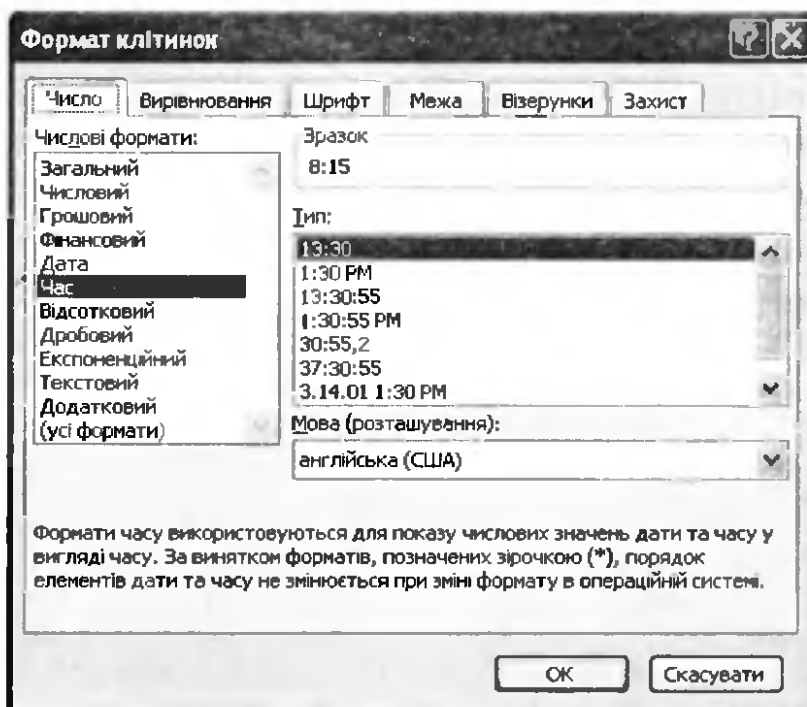 Формат клітинок
Число Вирівнювання Шрифт Межа Візерунки Захист
Числові формати:
Загальний
Числовий
Грошовий
Фінансовий
Дата
Час
Відсотковий
Дробовий
Експоненційний
Текстовий
Додатковий
(усі формати)
Зразок
8:15
Тип:
13:30
1:30 PM
13:30:55
1:30:55 PM
30:55,2
37:30:55
3.14.01 1:30 PM
Мова (розташування):
англійська (США)
Формати часу використовуються для показу числових значень дати та часу у
вигляді часу. За винятком форматів, позначених зірочкою (*), порядок
елементів дати та часу не змінюється при зміні формату в операційній системі.
ОК Скасувати